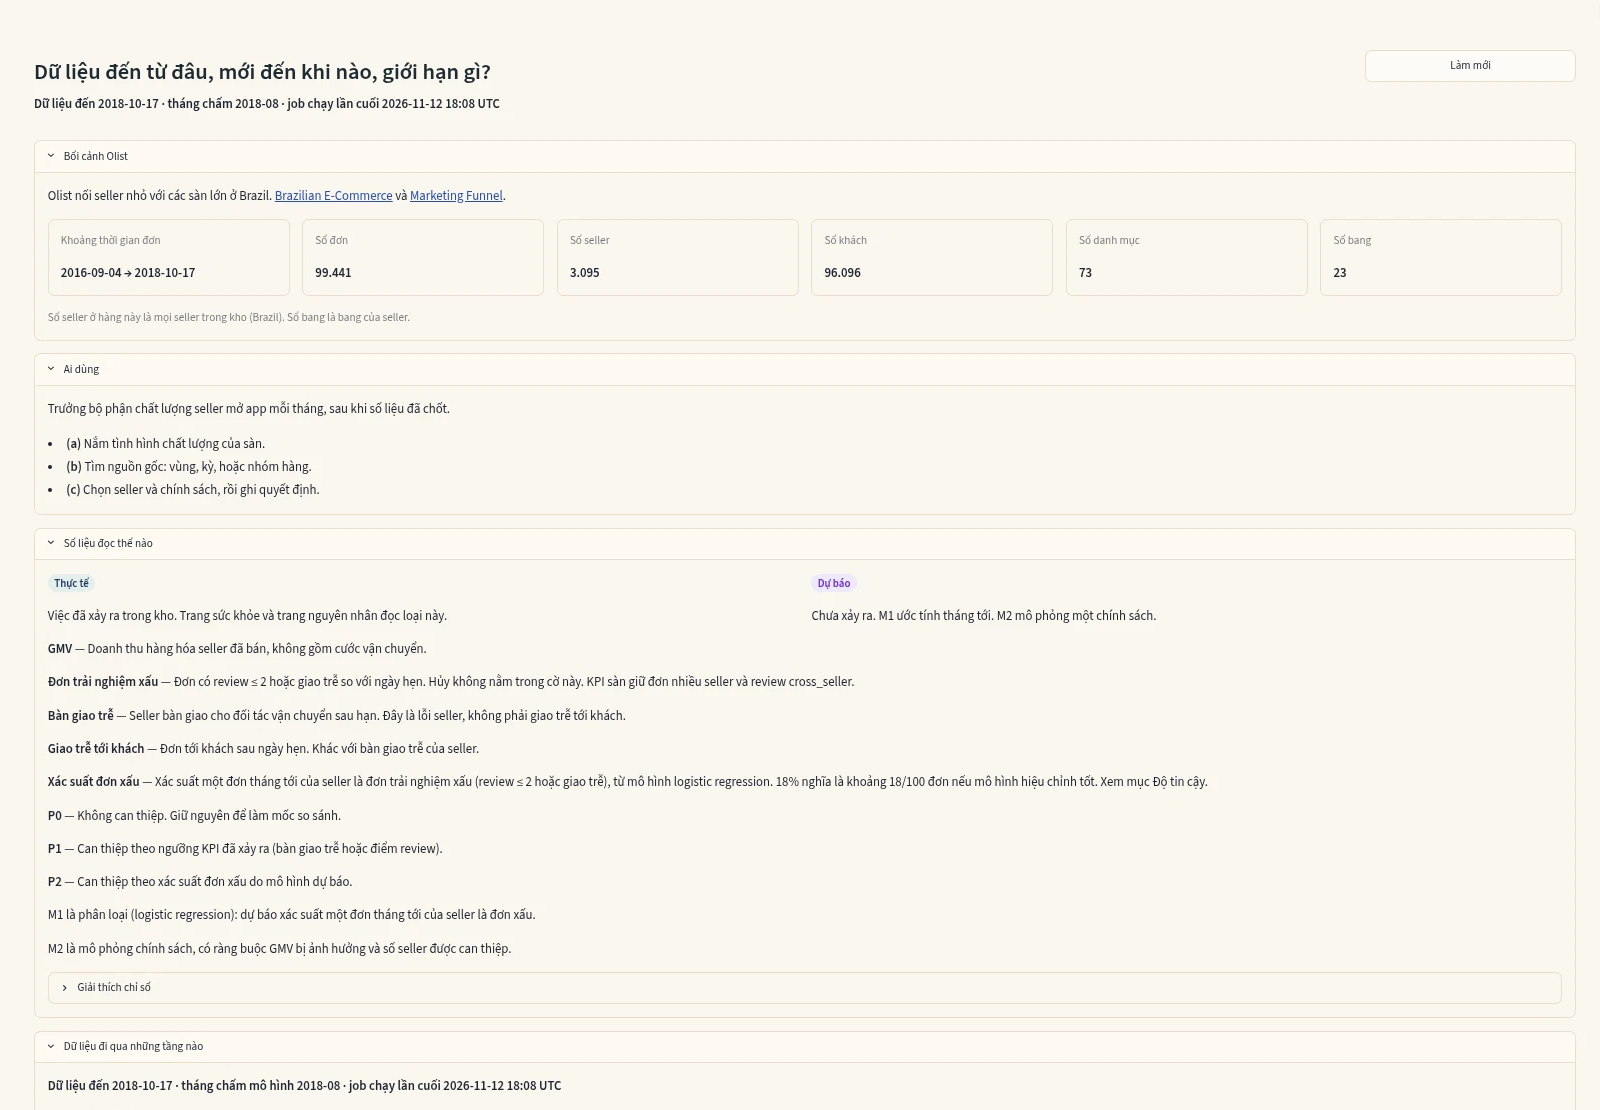 Dữ liệu đến từ đâu, mới đến khi nào, giới hạn gì?
Làm mới
Dữ liệu đến 2018-10-17 · tháng chấm 2018-08 · job chạy lần cuối 2026-11-12 18:08 UTC
Bối cảnh Olist
Olist nối seller nhỏ với các sàn lớn ở Brazil. Brazilian E-Commerce và Marketing Funnel.
Khoảng thời gian đơn
2016-09-04 → 2018-10-17
Số đơn
99.441
Số seller
3.095
Số khách
96.096
Số danh mục
73
Số bang
23
Số seller ở hàng này là mọi seller trong kho (Brazil). Số bang là bang của seller.
Ai dùng
Trưởng bộ phận chất lượng seller mở app mỗi tháng, sau khi số liệu đã chốt.
• (a) Nắm tình hình chất lượng của sàn.
• (b) Tìm nguồn gốc: vùng, kỳ, hoặc nhóm hàng.
• (c) Chọn seller và chính sách, rồi ghi quyết định.
Số liệu đọc thế nào
Thực tế
Việc đã xảy ra trong kho. Trang sức khỏe và trang nguyên nhân đọc loại này.
Dự báo
Chưa xảy ra. M1 ước tính tháng tới. M2 mô phỏng một chính sách.
GMV — Doanh thu hàng hóa seller đã bán, không gồm cước vận chuyển.
Đơn trải nghiệm xấu — Đơn có review ≤ 2 hoặc giao trễ so với ngày hẹn. Hủy không nằm trong cờ này. KPI sàn giữ đơn nhiều seller và review cross_seller.
Bàn giao trễ — Seller bàn giao cho đối tác vận chuyển sau hạn. Đây là lỗi seller, không phải giao trễ tới khách.
Giao trễ tới khách — Đơn tới khách sau ngày hẹn. Khác với bàn giao trễ của seller.
Xác suất đơn xấu — Xác suất một đơn tháng tới của seller là đơn trải nghiệm xấu (review ≤ 2 hoặc giao trễ), từ mô hình logistic regression. 18% nghĩa là khoảng 18/100 đơn nếu mô hình hiệu chỉnh tốt. Xem mục Độ tin cậy.
P0 — Không can thiệp. Giữ nguyên để làm mốc so sánh.
P1 — Can thiệp theo ngưỡng KPI đã xảy ra (bàn giao trễ hoặc điểm review).
P2 — Can thiệp theo xác suất đơn xấu do mô hình dự báo.
M1 là phân loại (logistic regression): dự báo xác suất một đơn tháng tới của seller là đơn xấu.
M2 là mô phỏng chính sách, có ràng buộc GMV bị ảnh hưởng và số seller được can thiệp.
Giải thích chỉ số
Dữ liệu đi qua những tầng nào
Dữ liệu đến 2018-10-17 · tháng chấm mô hình 2018-08 · job chạy lần cuối 2026-11-12 18:08 UTC